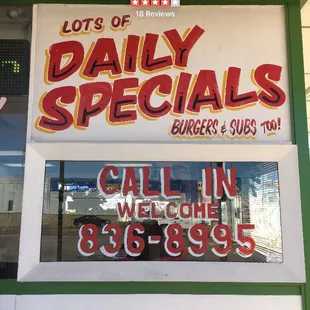 18 Reviews
LOTS OF
DAILY
SPECIALS
BURGERS & SUBS TOO!
CALL IN
WELCOME
836-8995